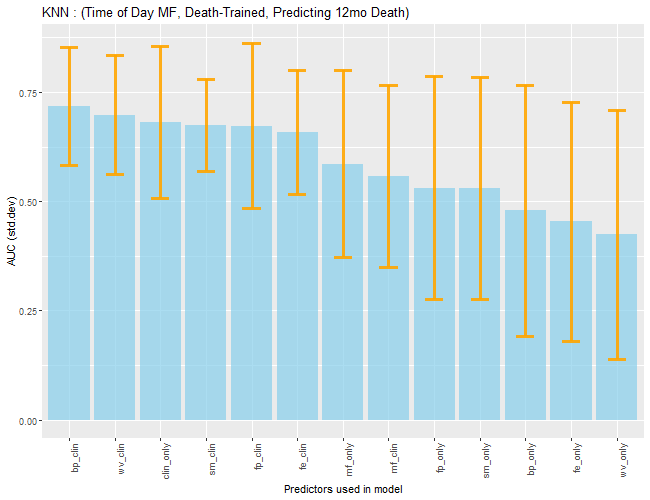 KNN : (Time of Day MF, Death-Trained, Predicting 12mo Death)
AUC (std.dev)
0.75
0.50
0.25
0.00
bp_clin
wv_clin
clin_only
sm_clin
fp_clin
fe_clin
mf_only
mf_clin
fp_only
sm_only
bp_only
fe_only
wv_only
Predictors used in model